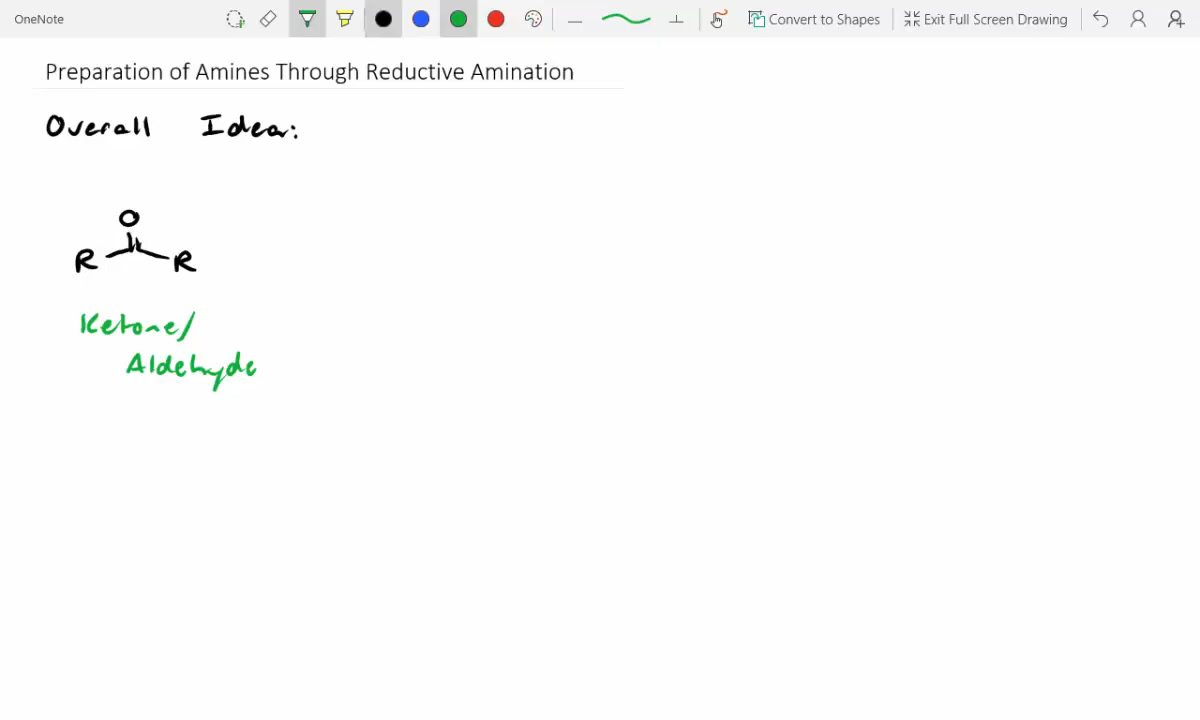 OneNote
Convert to Shapes
Exit Full Screen Drawing
Preparation of Amines Through Reductive Amination
Overall Idea:
O
R R
Ketone/
Aldehyde